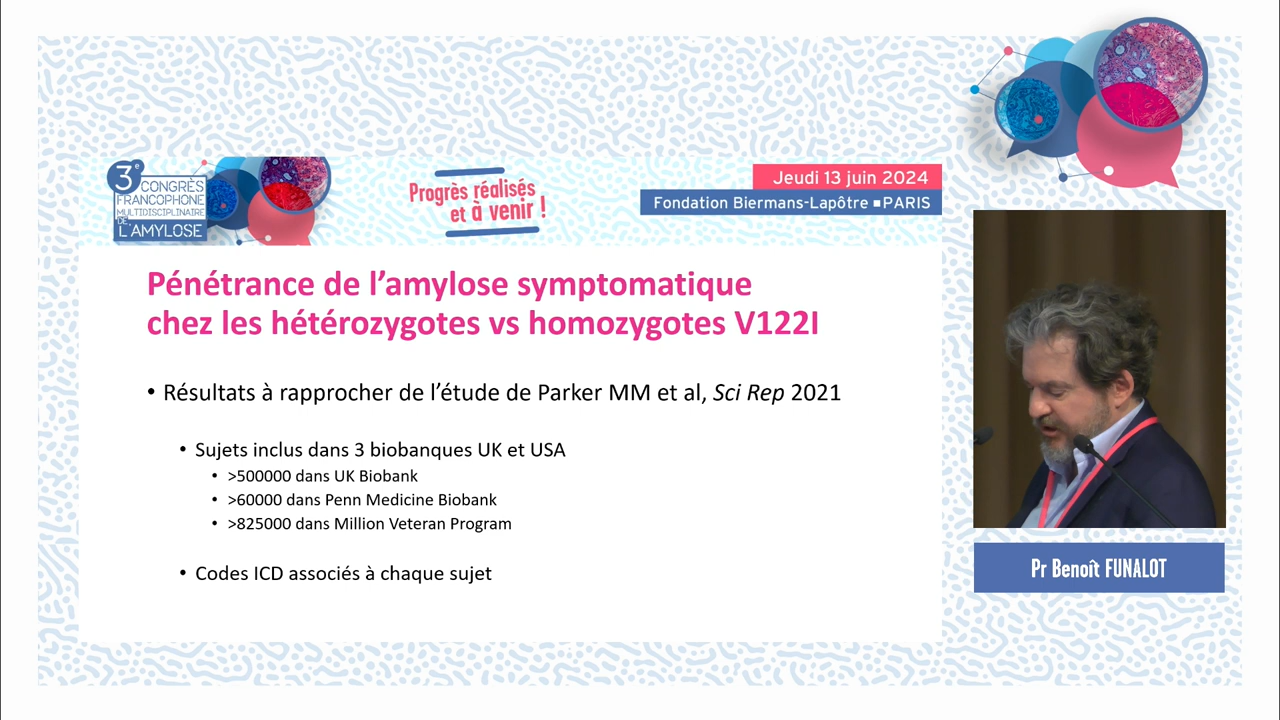 3e
CONGRÈS
FRANCOPHONE
MULTIDISCIPLINAIRE
DE
L'AMYLOSE
Progrès réalisés
et à venir !
Jeudi 13 juin 2024
Fondation Biermans-Lapôtre ■ PARIS
Pénétrance de l'amylose symptomatique
chez les hétérozygotes vs homozygotes V122I
• Résultats à rapprocher de l'étude de Parker MM et al, Sci Rep 2021
• Sujets inclus dans 3 biobanques UK et USA
• >500000 dans UK Biobank
• >60000 dans Penn Medicine Biobank
• >825000 dans Million Veteran Program
• Codes ICD associés à chaque sujet
Pr Benoît FUNALOT